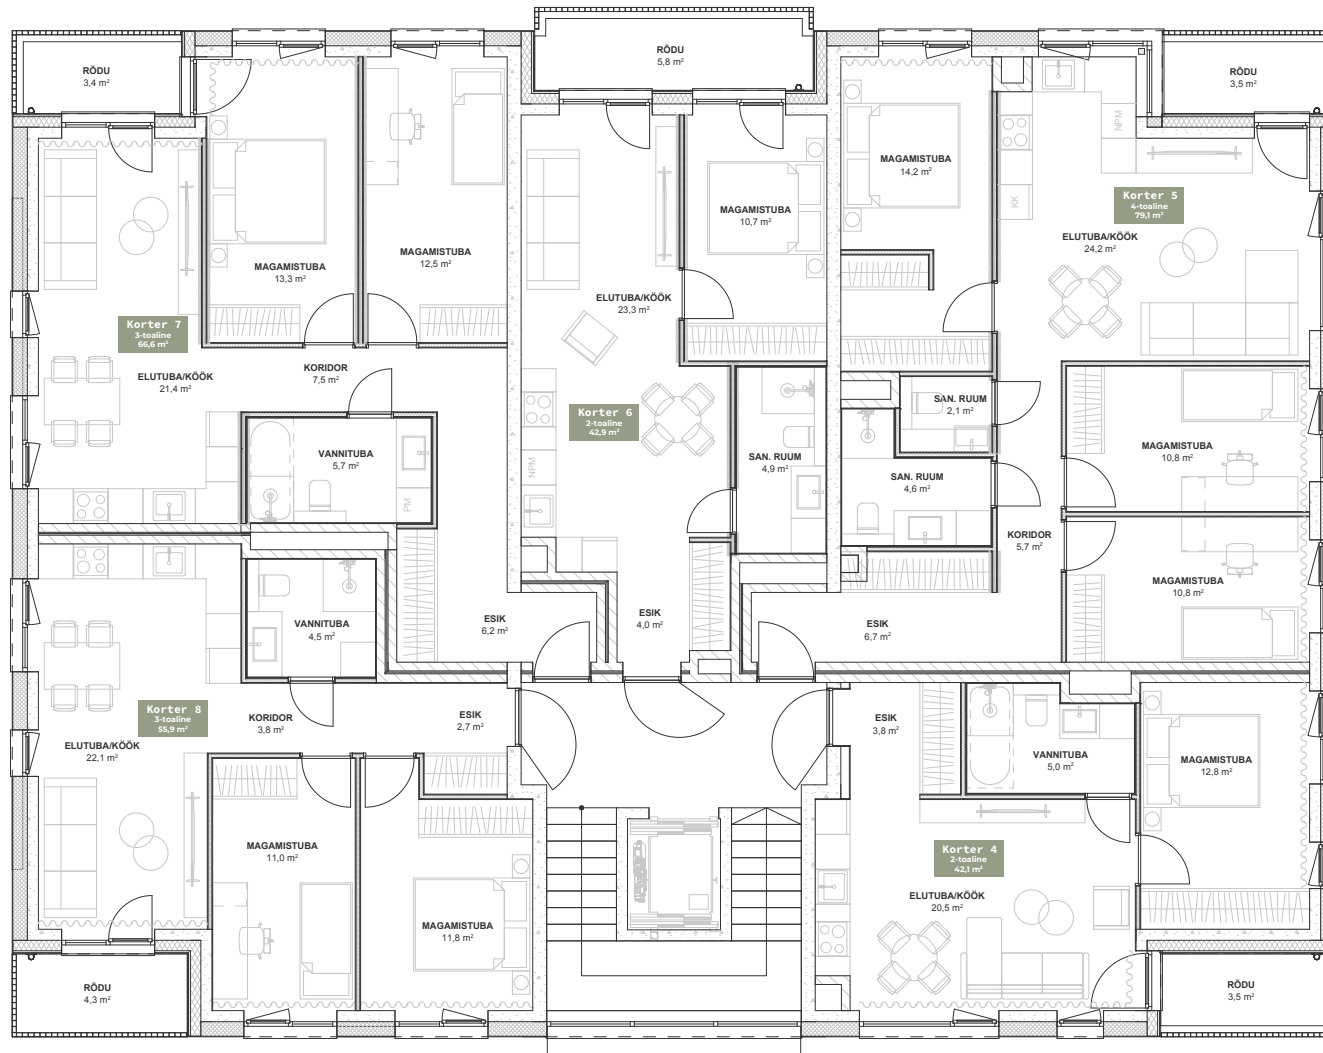 RÕDU
3,4 m²
RÕDU
5,8 m²
RÕDU
3,5 m²
MAGAMISTUBA
13,3 m²
MAGAMISTUBA
12,5 m²
Korter 7
3-toaline
66,6 m²
ELUTUBA/KÖÖK
21,4 m²
KORIDOR
7,5 m²
VANNITUBA
5,7 m²
PM
ESIK
6,2 m²
MAGAMISTUBA
10,7 m²
ELUTUBA/KÖÖK
23,3 m²
Korter 6
2-toaline
42,9 m²
NPM
SAN. RUUM
4,9 m²
ESIK
4,0 m²
MAGAMISTUBA
14,2 m²
NPM
KK
Korter 5
4-toaline
79,1 m²
ELUTUBA/KÖÖK
24,2 m²
SAN. RUUM
2,1 m²
SAN. RUUM
4,6 m²
MAGAMISTUBA
10,8 m²
KORIDOR
5,7 m²
MAGAMISTUBA
10,8 m²
ESIK
6,7 m²
VANNITUBA
4,5 m²
Korter 8
3-toaline
55,9 m²
ELUTUBA/KÖÖK
22,1 m²
KORIDOR
3,8 m²
ESIK
2,7 m²
MAGAMISTUBA
11,0 m²
MAGAMISTUBA
11,8 m²
RÕDU
4,3 m²
ESIK
3,8 m²
VANNITUBA
5,0 m²
MAGAMISTUBA
12,8 m²
Korter 4
2-toaline
42,1 m²
ELUTUBA/KÖÖK
20,5 m²
RÕDU
3,5 m²